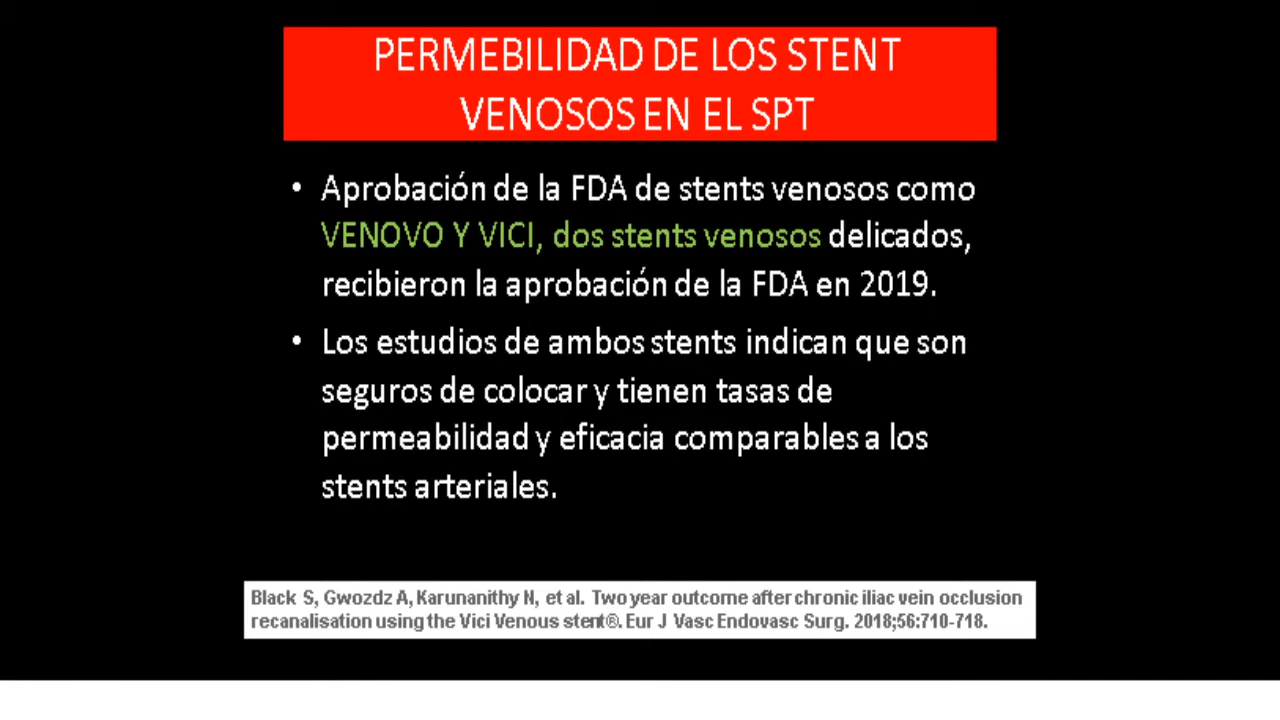 PERMEBILIDAD DE LOS STENT
VENOSOS EN EL SPT
• Aprobación de la FDA de stents venosos como
VENOVO Y VICI, dos stents venosos delicados,
recibieron la aprobación de la FDA en 2019.
• Los estudios de ambos stents indican que son
seguros de colocar y tienen tasas de
permeabilidad y eficacia comparables a los
stents arteriales.
Black S, Gwozdz A, Karunanithy N, et al. Two year outcome after chronic iliac vein occlusion
recanalisation using the Vici Venous stent®. Eur J Vasc Endovasc Surg. 2018;56:710-718.